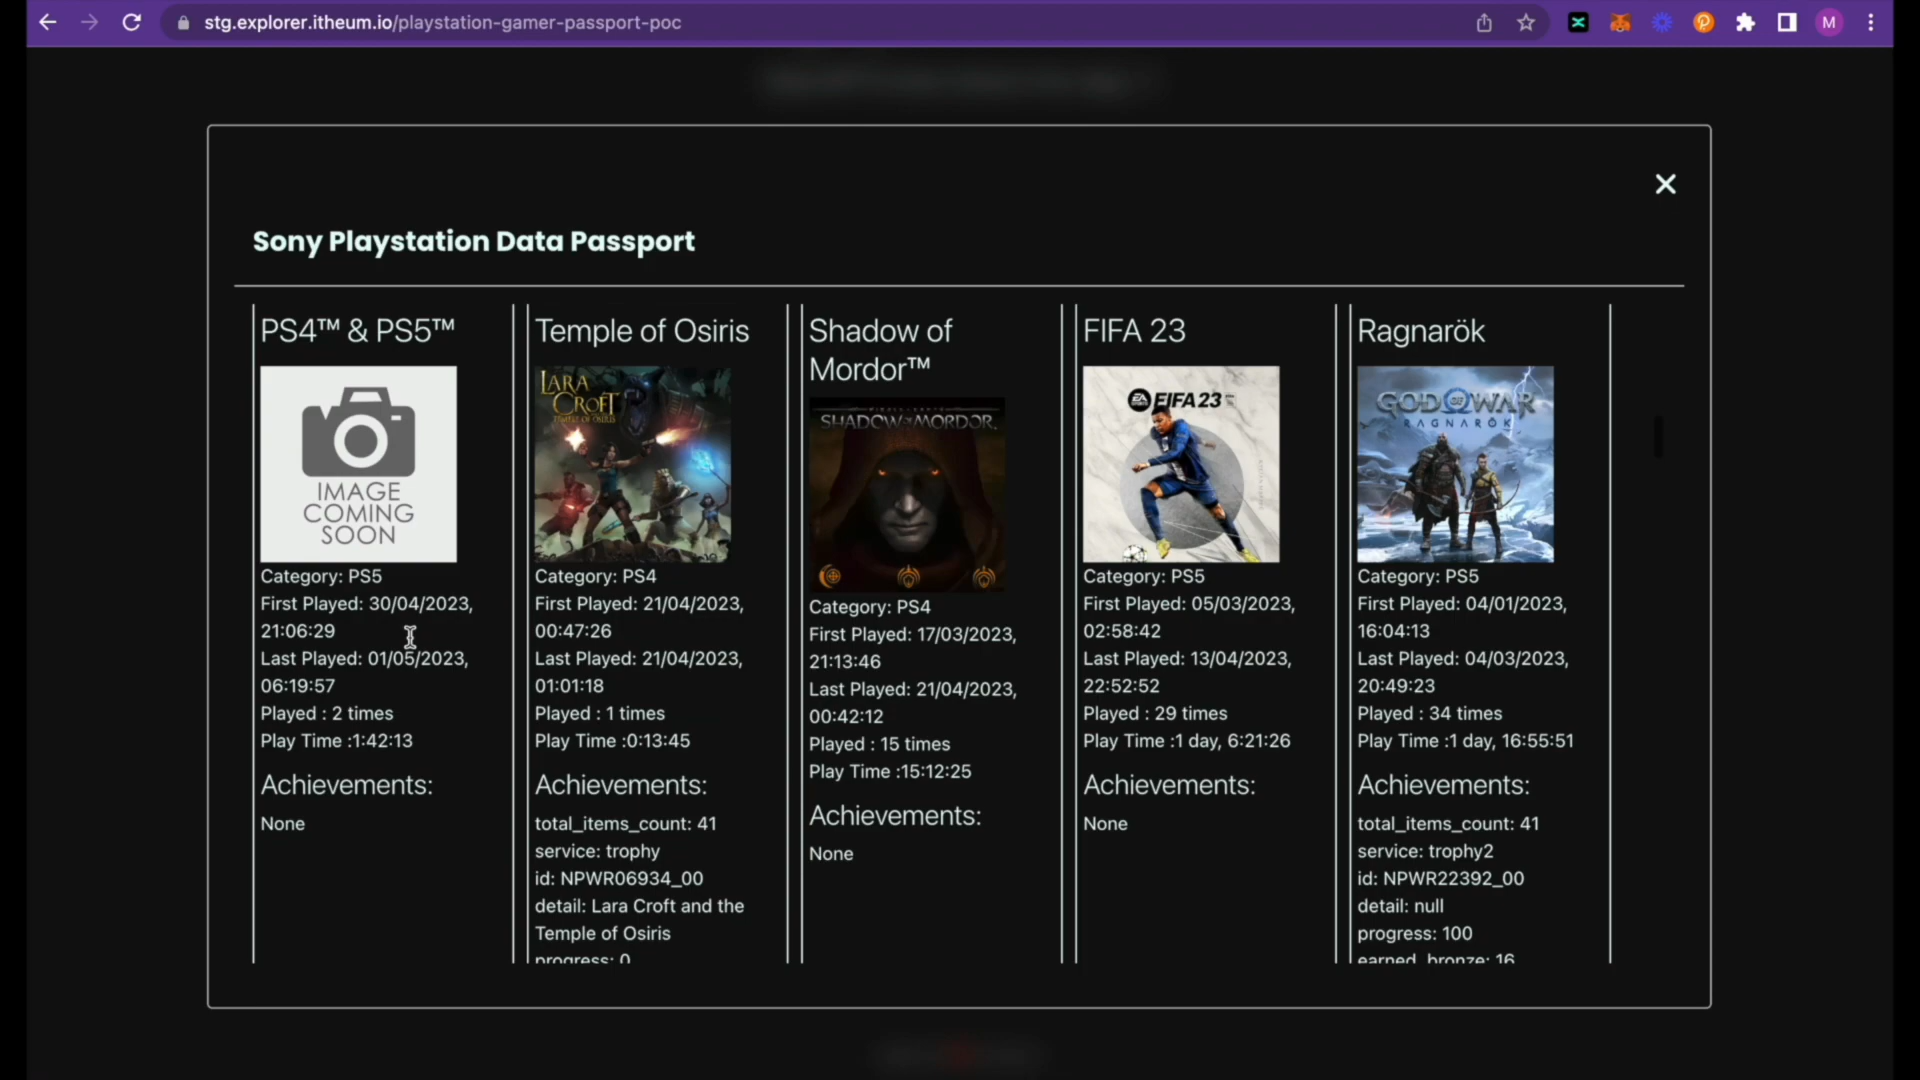 stg.explorer.itheum.io/playstation-gamer-passport-poc
M
Sony Playstation Data Passport
PS4™ & PS5™
IMAGE
COMING
SOON
Category: PS5
First Played: 30/04/2023,
21:06:29
Last Played: 01/05/2023,
06:19:57
Played : 2 times
Play Time :1:42:13
Achievements:
None
Temple of Osiris
LARA
CROFT
TEMPLE OF OSIRIS
Category: PS4
First Played: 21/04/2023,
00:47:26
Last Played: 21/04/2023,
01:01:18
Played : 1 times
Play Time :0:13:45
Achievements:
total_items_count: 41
service: trophy
id: NPWR06934_00
detail: Lara Croft and the
Temple of Osiris
progress: 0
Shadow of
Mordor™
SHADOW OF MORDOR
Category: PS4
First Played: 17/03/2023,
21:13:46
Last Played: 21/04/2023,
00:42:12
Played : 15 times
Play Time :15:12:25
Achievements:
None
FIFA 23
EA FIFA 23
Category: PS5
First Played: 05/03/2023,
02:58:42
Last Played: 13/04/2023,
22:52:52
Played : 29 times
Play Time :1 day, 6:21:26
Achievements:
None
Ragnarök
GOD OF WAR
RAGNARÖK
Category: PS5
First Played: 04/01/2023,
16:04:13
Last Played: 04/03/2023,
20:49:23
Played : 34 times
Play Time :1 day, 16:55:51
Achievements:
total_items_count: 41
service: trophy2
id: NPWR22392_00
detail: null
progress: 100
earned_bronze: 16